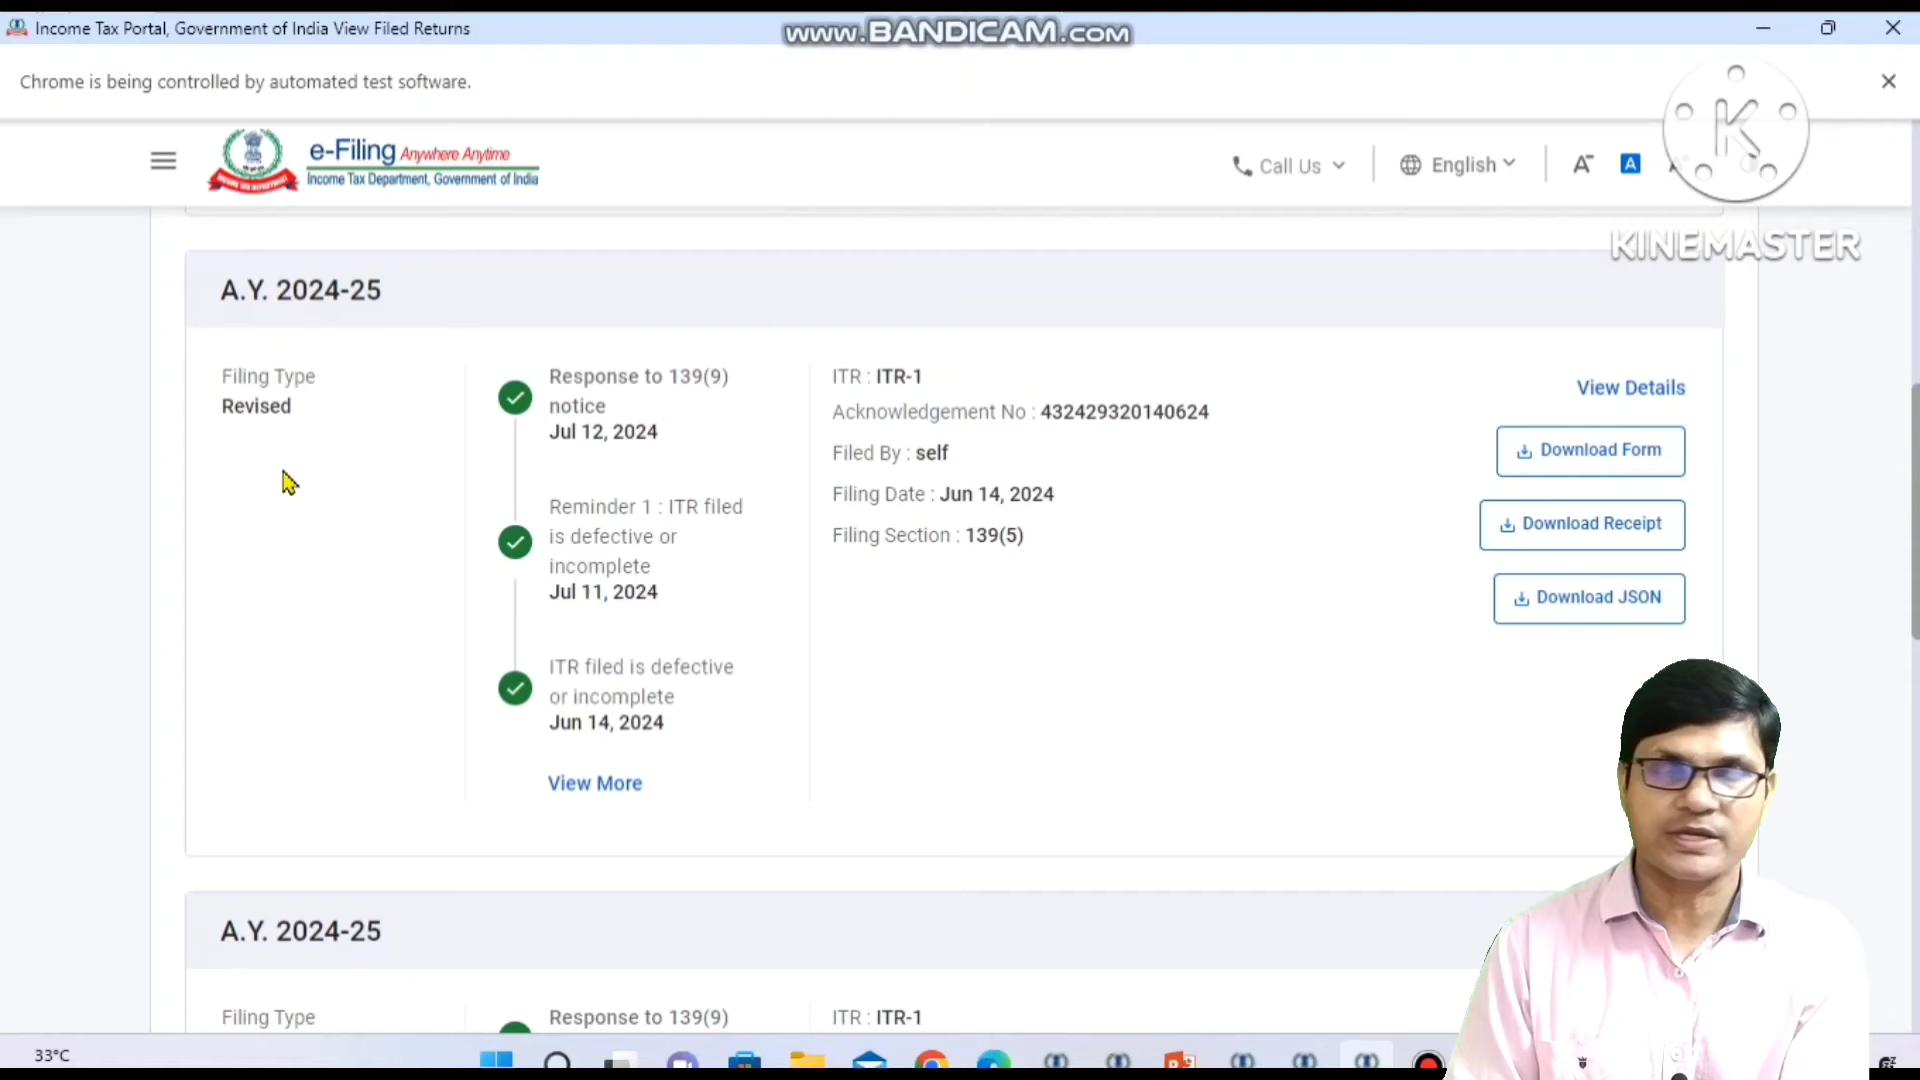 Income Tax Portal, Government of India View Filed Returns
www.BANDICAM.com
Chrome is being controlled by automated test software.
e-Filing Anywhere Anytime
Income Tax Department, Government of India
INCOME TAX DEPARTMENT
Call Us
English
A-
A
K
KINEMASTER
A.Y. 2024-25
Filing Type
Revised
Response to 139(9)
notice
Jul 12, 2024
Reminder 1 : ITR filed
is defective or
incomplete
Jul 11, 2024
ITR filed is defective
or incomplete
Jun 14, 2024
View More
ITR : ITR-1
Acknowledgement No : 432429320140624
Filed By : self
Filing Date : Jun 14, 2024
Filing Section : 139(5)
View Details
Download Form
Download Receipt
Download JSON
A.Y. 2024-25
Filing Type
Response to 139(9)
ITR : ITR-1
33°C